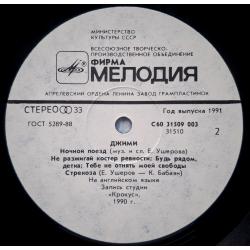 МИНИСТЕРСТВО
КУЛЬТУРЫ СССР
ВСЕСОЮЗНОЕ ТВОРЧЕСКО-
ПРОИЗВОДСТВЕННОЕ ОБЪЕДИНЕНИЕ
ФИРМА
МЕЛОДИЯ
АПРЕЛЕВСКИЙ ОРДЕНА ЛЕНИНА ЗАВОД ГРАМПЛАСТИНОК
СТЕРЕО 33
Год выпуска 1991
ГОСТ 5289-88
С60 31509 003
31510
2
ДЖИМИ
Ночной поезд (муз. и сл. Е. Ушерова)
Не разжигай костер ревности; Будь рядом,
детка; Тебе не отнять моей свободы
Стрекоза (Е. Ушеров — К. Бабаян)
На английском языке
Запись студии
«Крокус»,
1990 г.